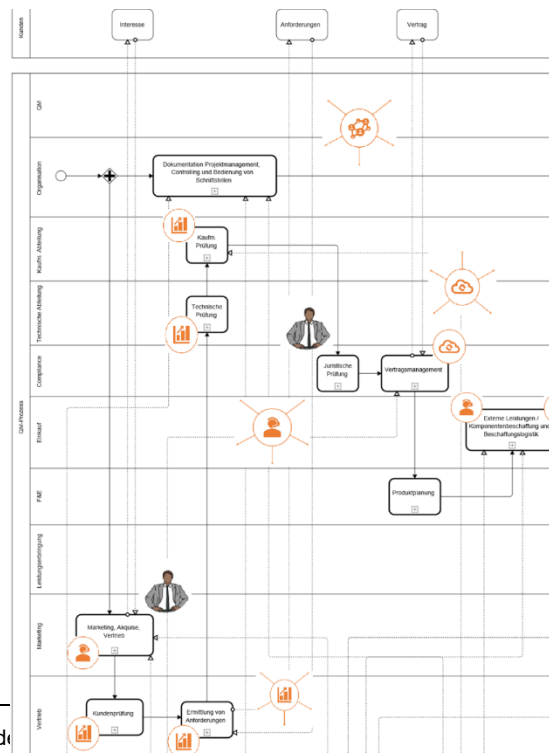 Kunden
Interesse
Anforderungen
Vertrag
QM-Prozess
QM
Organisation
Dokumentation Projektmanagement,
Controlling und Bedienung von
Schnittstellen
Kaufm. Abteilung
Kaufm.
Prüfung
Technische Abteilung
Technische
Prüfung
Compliance
Juristische
Prüfung
Vertragsmanagement
Einkauf
Externe Leistungen /
Komponentenbeschaffung und
Beschaffungslogistik
F&E
Produktplanung
Leistungserbringung
Marketing
Marketing, Akquise,
Vertrieb
Vertrieb
Kundenprüfung
Ermittlung von
Anforderungen